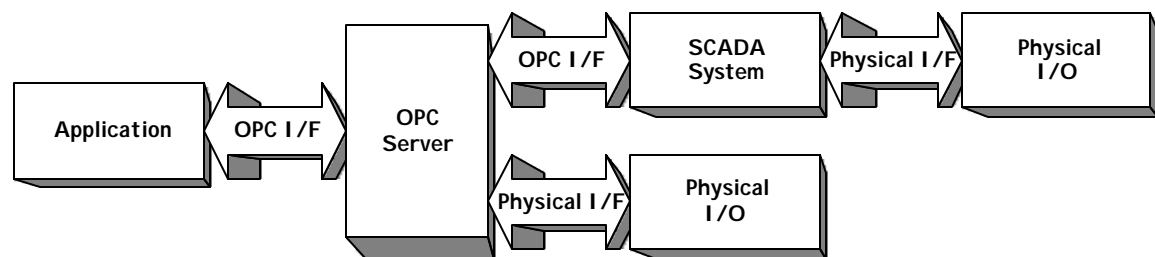 Application
OPC I/F
OPC
Server
OPC I/F
SCADA
System
Physical I/F
Physical
I/O
Physical I/F
Physical
I/O